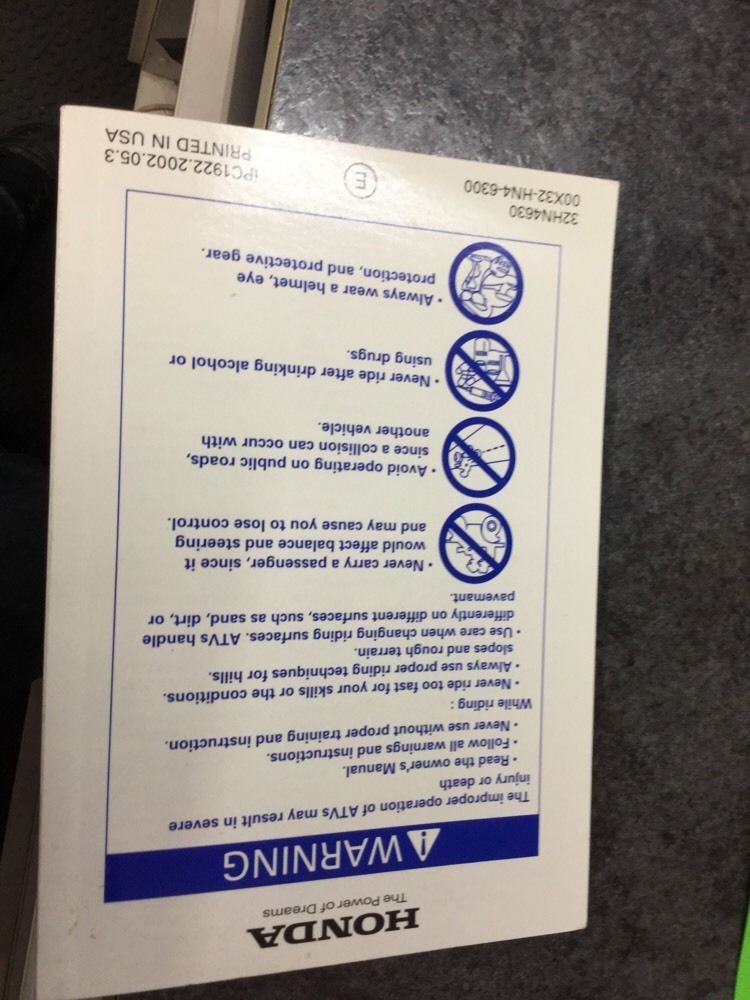 HONDA
The Power of Dreams
WARNING
The improper operation of ATVs may result in severe
injury or death
• Read the owner's Manual.
• Follow all warnings and instructions.
• Never use without proper training and instruction.
While riding :
• Never ride too fast for your skills or the conditions.
• Always use proper riding techniques for hills.
slopes and rough terrain.
• Use care when changing riding surfaces. ATVs handle
differently on different surfaces, such as sand, dirt, or
pavemant.
• Never carry a passenger, since it
would affect balance and steering
and may cause you to lose control.
• Avoid operating on public roads,
since a collision can occur with
another vehicle.
• Never ride after drinking alcohol or
using drugs.
• Always wear a helmet, eye
protection, and protective gear.
32HN4630
00X32-HN4-6300
E
iPC1922.2002.05.3
PRINTED IN USA